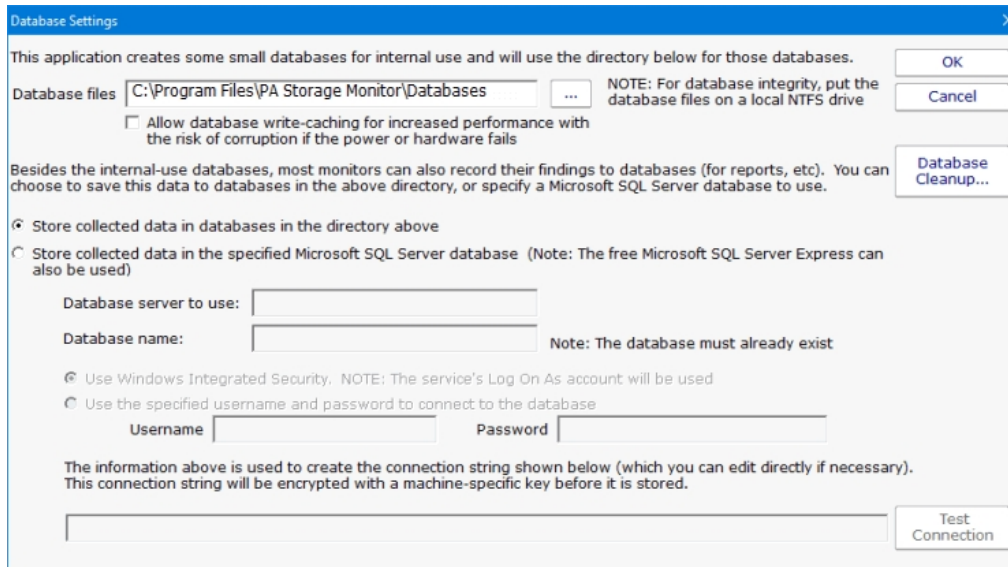 Database Settings
This application creates some small databases for internal use and will use the directory below for those databases.
OK
Database files
C:\Program Files\PA Storage Monitor\Databases
...
NOTE: For database integrity, put the
database files on a local NTFS drive
Cancel
Allow database write-caching for increased performance with
the risk of corruption if the power or hardware fails
Besides the internal-use databases, most monitors can also record their findings to databases (for reports, etc).  You can
choose to save this data to databases in the above directory, or specify a Microsoft SQL Server database to use.
Database
Cleanup...
Store collected data in databases in the directory above
Store collected data in the specified Microsoft SQL Server database  (Note: The free Microsoft SQL Server Express can
also be used)
Database server to use:
Database name:
Note: The database must already exist
Use Windows Integrated Security.  NOTE: The service's Log On As account will be used
Use the specified username and password to connect to the database
Username
Password
The information above is used to create the connection string shown below (which you can edit directly if necessary).
This connection string will be encrypted with a machine-specific key before it is stored.
Test
Connection